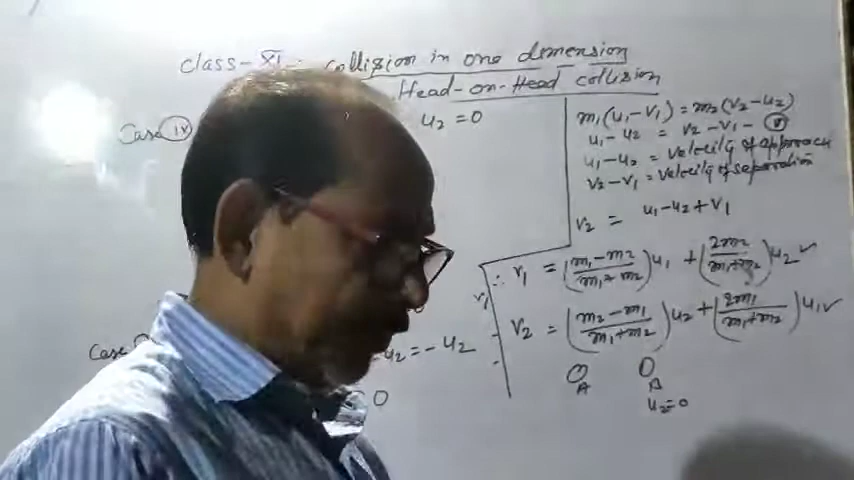 class-XI:- collision in one dimension
Head-on-Head collision
Case iv
u2 = 0
m1(u1-v1) = m2(v2-u2)
u1-u2 = v2-v1 - v
u1-u2 = velocity of approach
v2-v1 = velocity of separation
v2 = u1-u2+v1
∴ v1 = (m1-m2/m1+m2)u1 + (2m2/m1+m2)u2 ✓
v2 = (m2-m1/m1+m2)u2 + (2m1/m1+m2)u1 ✓
Case
u2 = -u2
0
A
u2=0